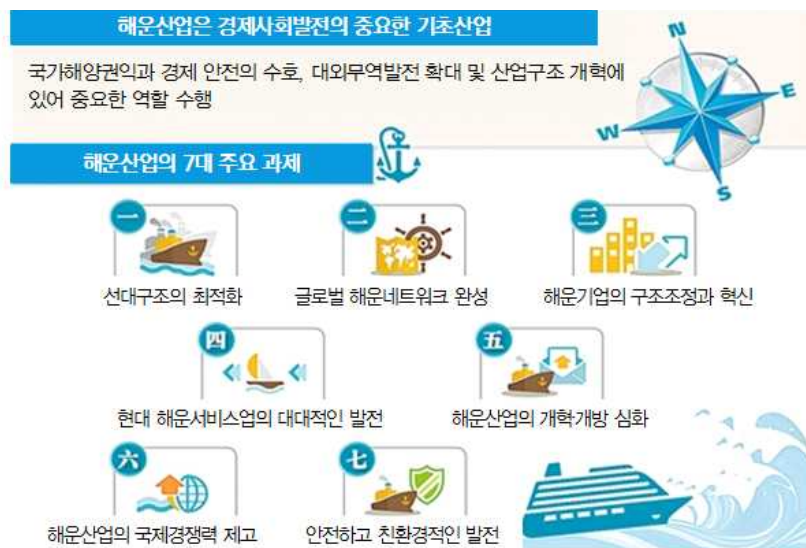 해운산업은 경제사회발전의 중요한 기초산업
국가해양권익과 경제 안전의 수호, 대외무역발전 확대 및 산업구조 개혁에
있어 중요한 역할 수행
N
E
W
S
해운산업의 7대 주요 과제
一
선대구조의 최적화
二
글로벌 해운네트워크 완성
三
해운기업의 구조조정과 혁신
四
현대 해운서비스업의 대대적인 발전
五
해운산업의 개혁·개방 심화
六
해운산업의 국제경쟁력 제고
七
안전하고 친환경적인 발전